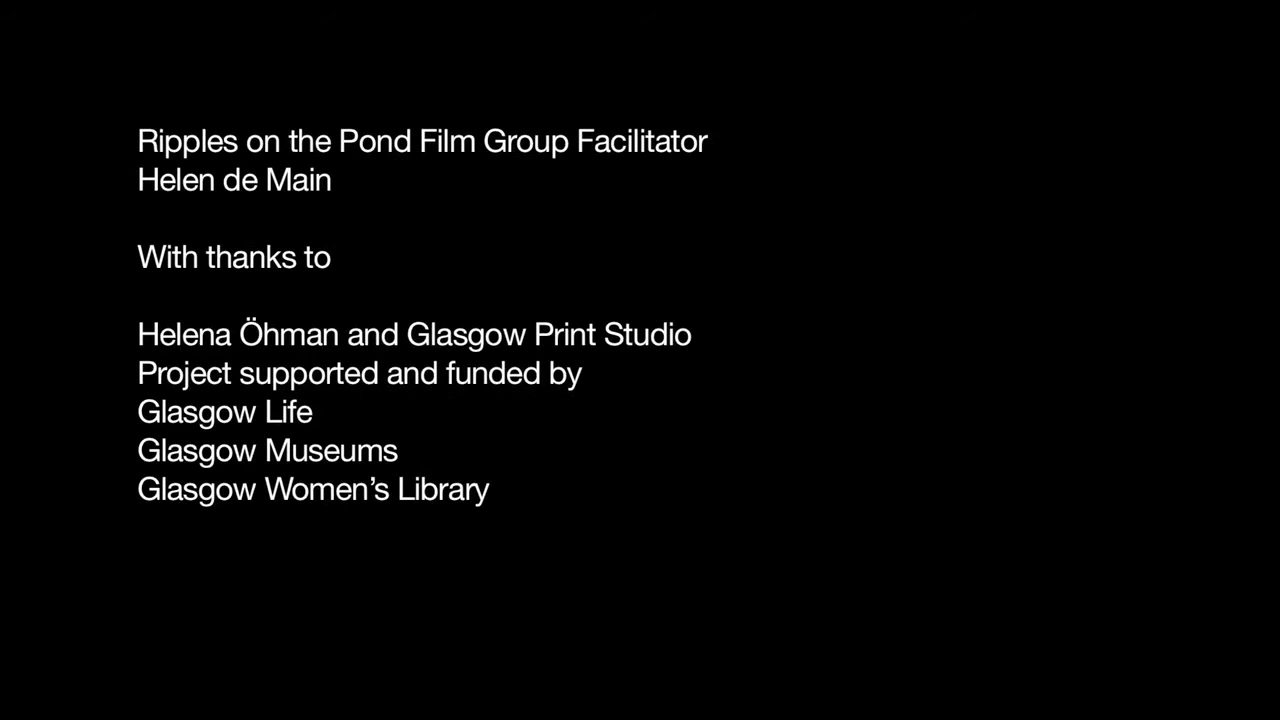 Ripples on the Pond Film Group Facilitator
Helen de Main
With thanks to
Helena Öhman and Glasgow Print Studio
Project supported and funded by
Glasgow Life
Glasgow Museums
Glasgow Women’s Library